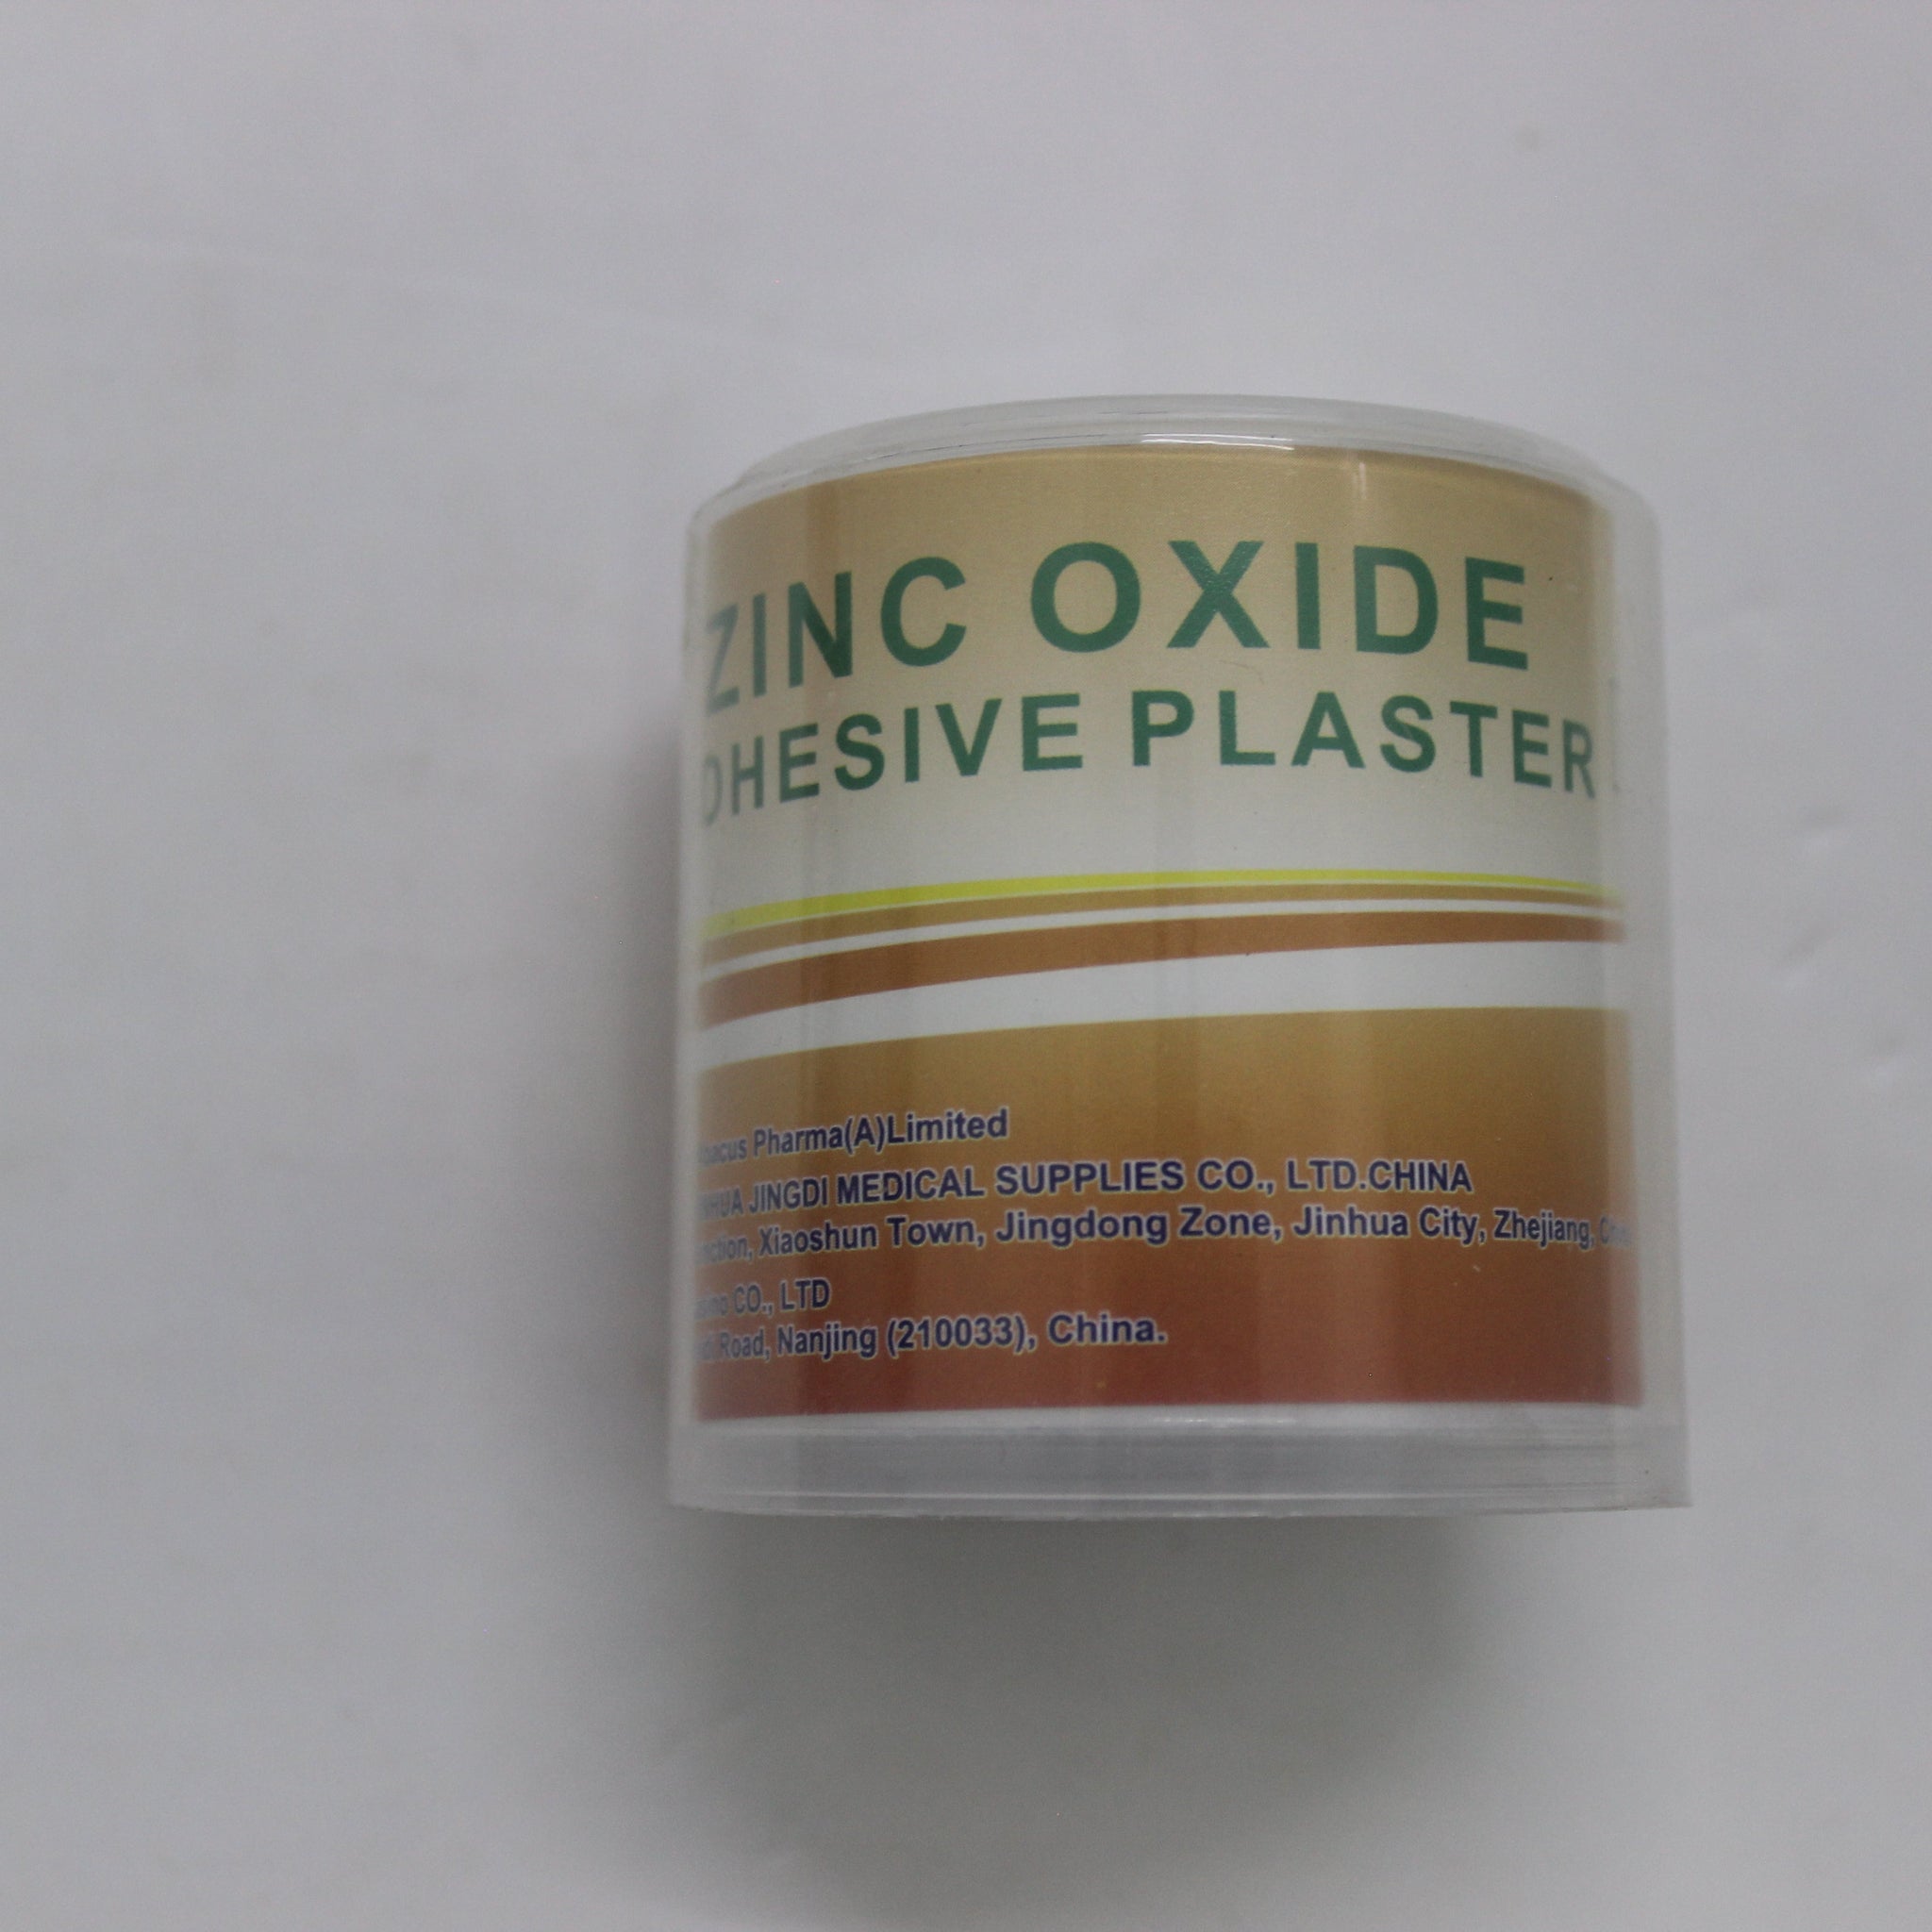 ZINC OXIDE
DHESIVE PLASTER
Pharma(A)Limited
JINGDI MEDICAL SUPPLIES CO., LTD.CHINA
Xiaoshun Town, Jingdong Zone, Jinhua City, Zhejiang,
CO., LTD
Road, Nanjing (210033), China.